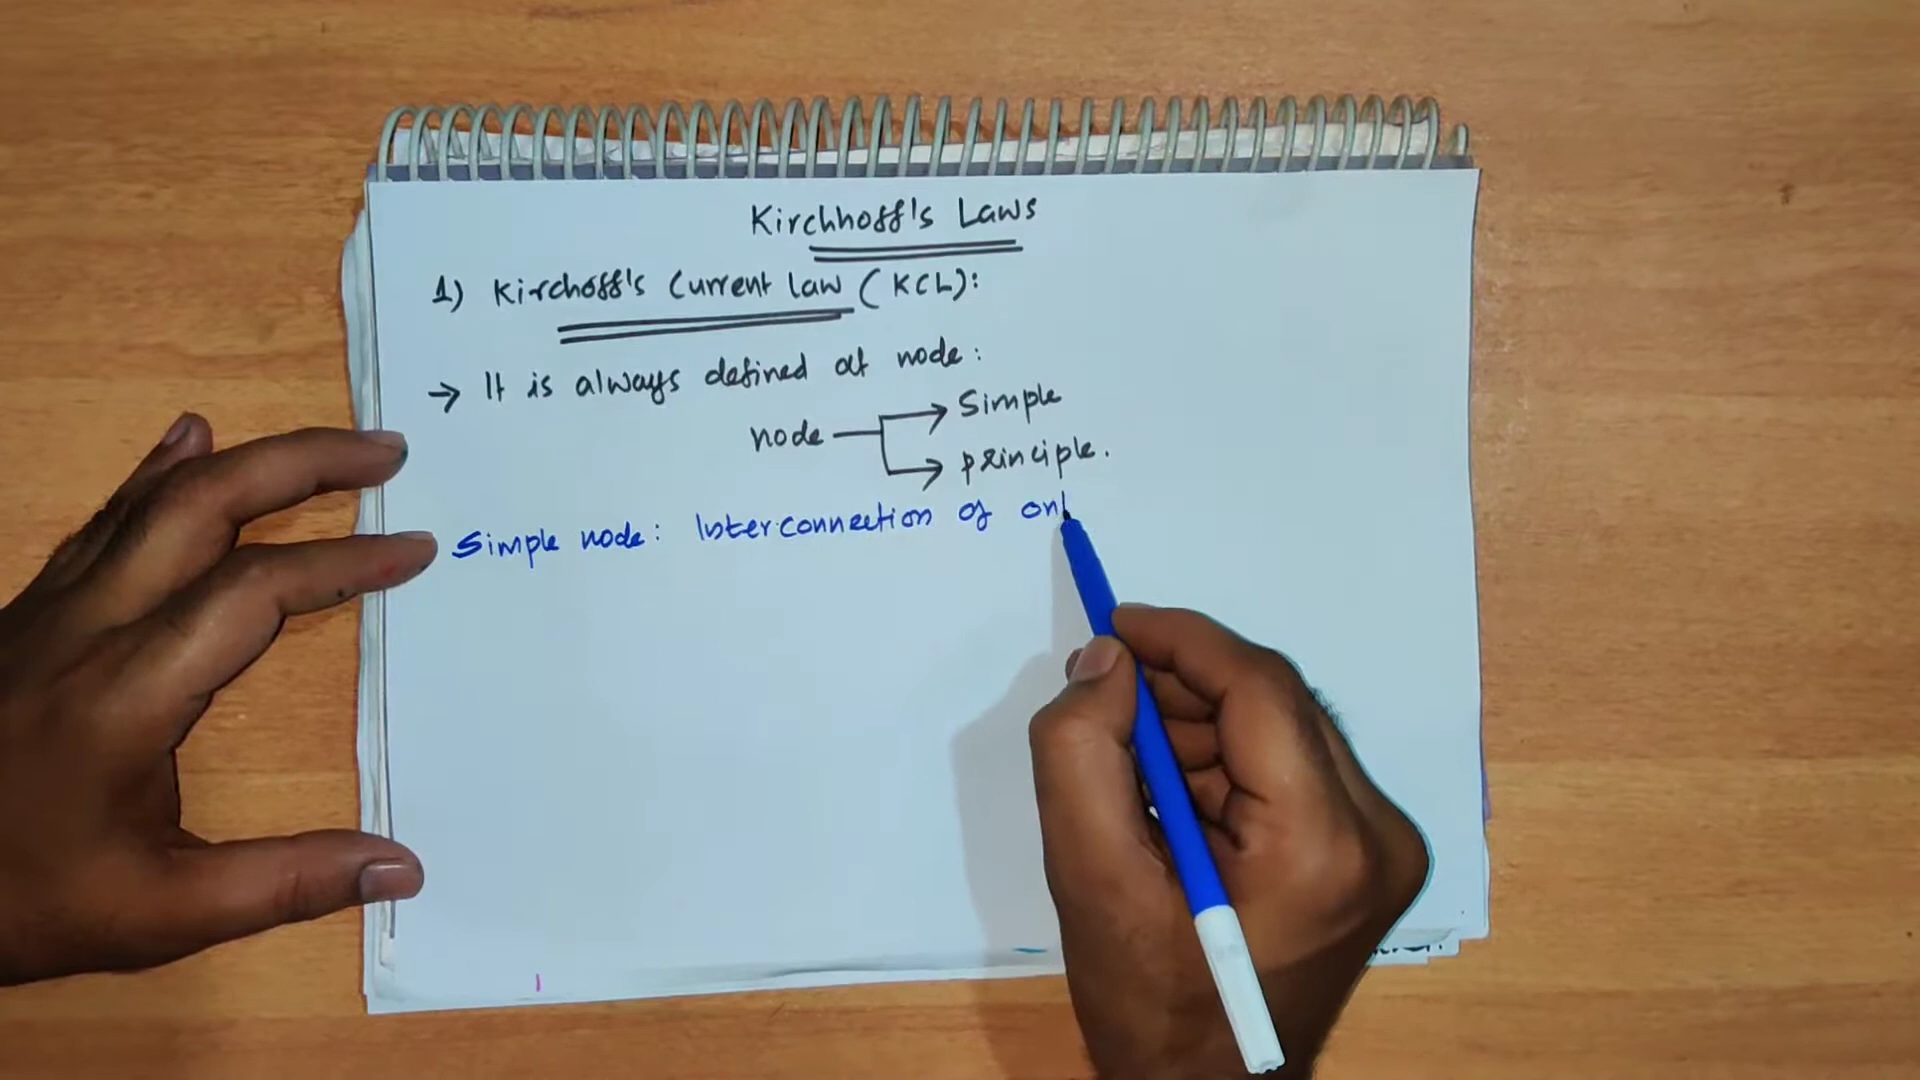 Kirchhoff's Laws
1) Kirchoff's Current law (KCL):
→ It is always defined at node:
Simple
node
principle.
Simple node: Interconnection of onl